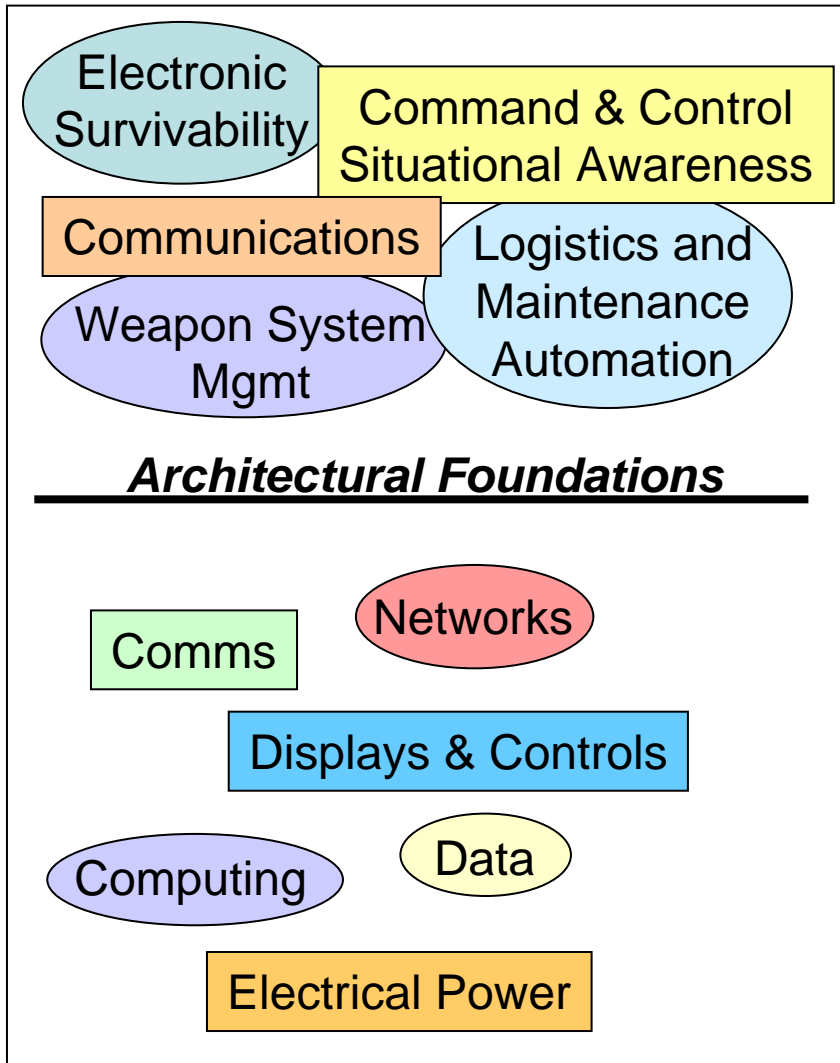 Electronic
Survivability
Command & Control
Situational Awareness
Communications
Logistics and
Maintenance
Automation
Weapon System
Mgmt
Architectural Foundations
Networks
Comms
Displays & Controls
Data
Computing
Electrical Power